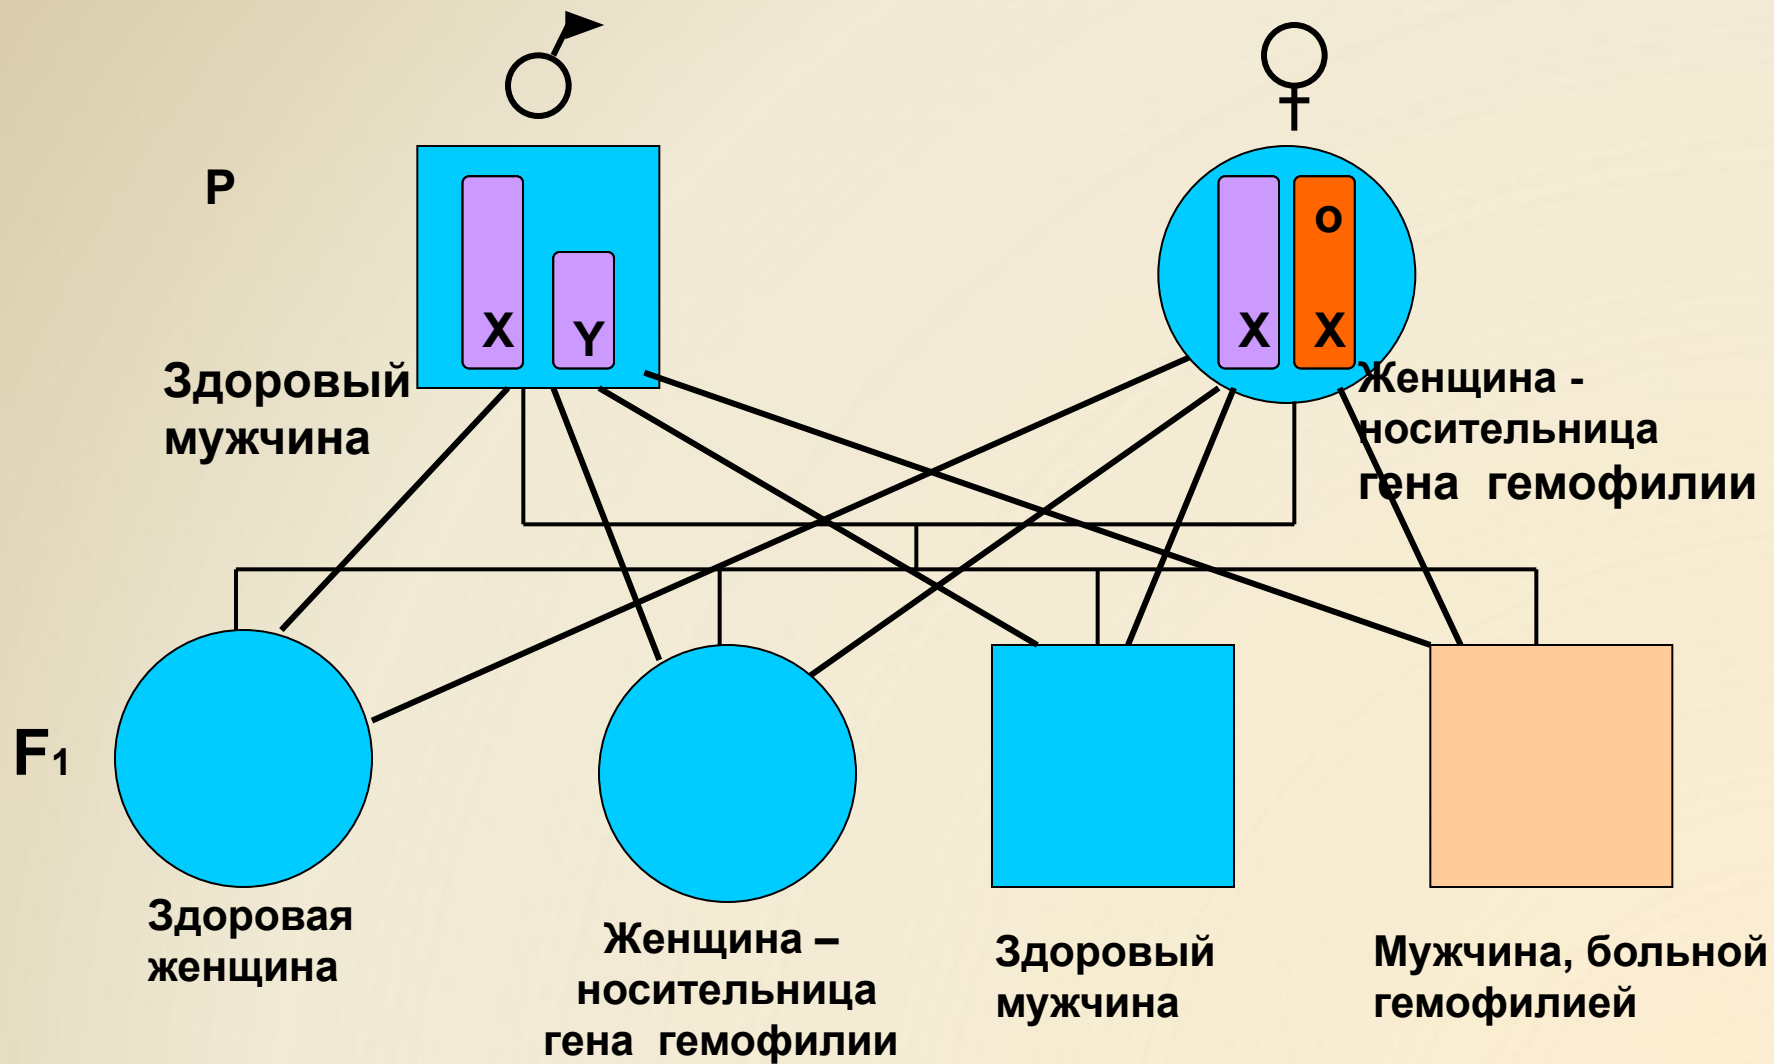 P
X
Y
X
o
X
Здоровый
мужчина
Женщина -
носительница
гена гемофилии
F₁
Здоровая
женщина
Женщина –
носительница
гена гемофилии
Здоровый
мужчина
Мужчина, больной
гемофилией